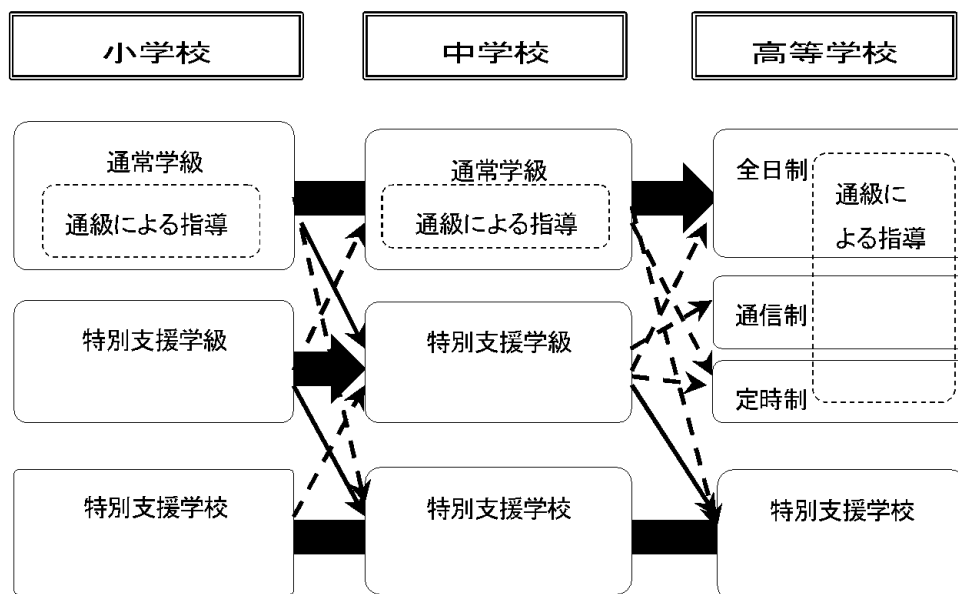 小学校
中学校
高等学校
通常学級
通級による指導
特別支援学級
特別支援学校
通常学級
通級による指導
特別支援学級
特別支援学校
全日制
通級に
よる指導
通信制
定時制
特別支援学校